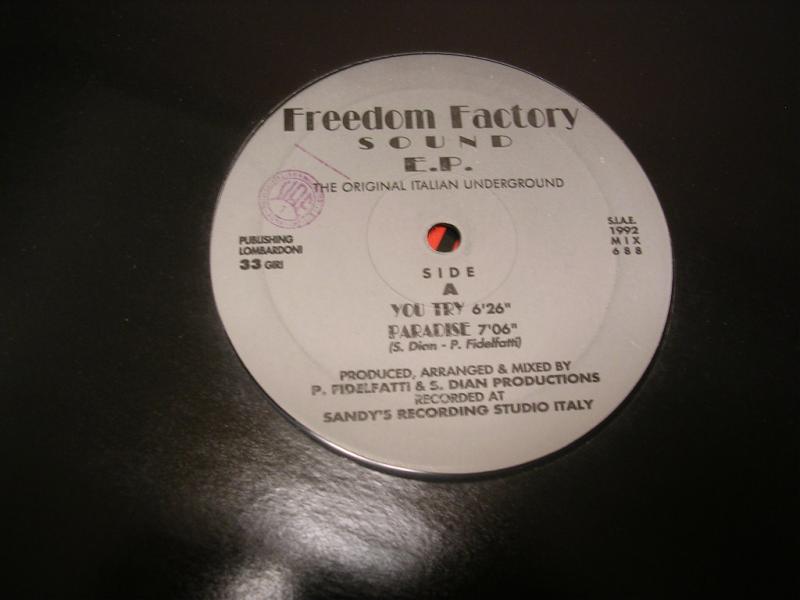 Freedom Factory
SOUND
E.P.
THE ORIGINAL ITALIAN UNDERGROUND
PUBLISHING
LOMBARDONI
33 GIRI
S.I.A.E.
1992
MIX
688
SIDE
A
YOU TRY 6'26"
PARADISE 7'06"
(S. Dian - P. Fidelfatti)
PRODUCED, ARRANGED & MIXED BY
P. FIDELFATTI & S. DIAN PRODUCTIONS
RECORDED AT
SANDY'S RECORDING STUDIO ITALY